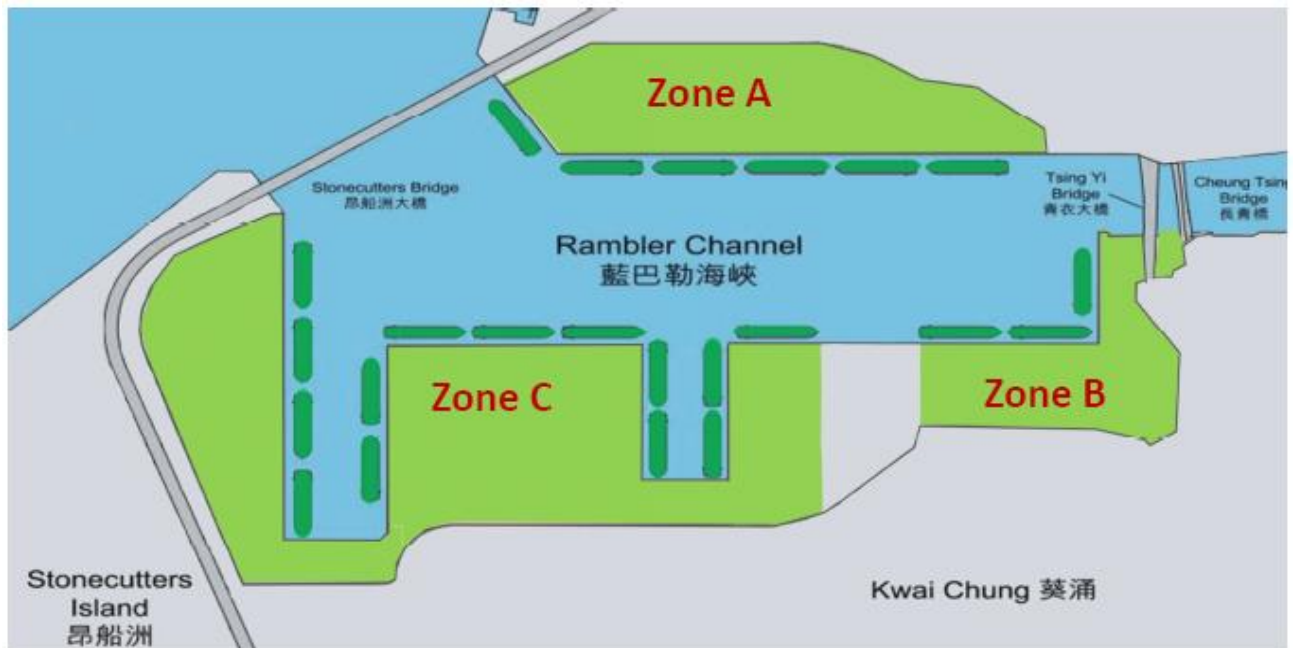 Zone A
Stonecutters Bridge
昂船洲大橋
Tsing Yi
Bridge
青衣大橋
Cheung Tsing
Bridge
長青橋
Rambler Channel
藍巴勒海峽
Zone C
Zone B
Stonecutters
Island
昂船洲
Kwai Chung 葵涌